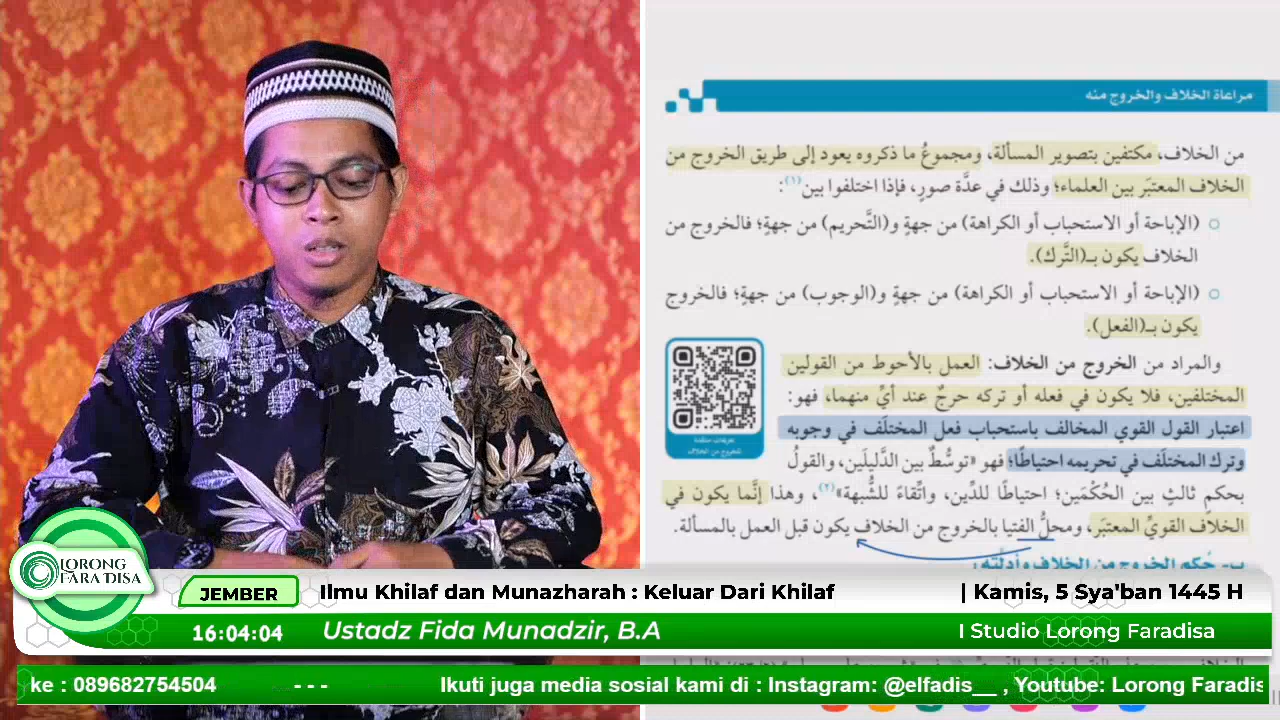 مراعاة الخلاف والخروج منه
من الخلاف، مكتفين بتصوير المسألة، ومجموعُ ما ذكروه يعود إلى طريق الخروج من
الخلاف المعتبَر بين العلماء؛ وذلك في عدَّة صورٍ، فإذا اختلفوا بين(١):
○ (الإباحة أو الاستحباب أو الكراهة) من جهةٍ و(التَّحريم) من جهةٍ؛ فالخروج من
الخلاف يكون بـ(التَّرك).
○ (الإباحة أو الاستحباب أو الكراهة) من جهةٍ و(الوجوب) من جهةٍ؛ فالخروج
يكون بـ(الفعل).
والمراد من الخروج من الخلاف: العمل بالأحوط من القولين
المختلفين، فلا يكون في فعله أو تركه حرجٌ عند أيٍّ منهما، فهو:
اعتبار القول القوي المخالف باستحباب فعل المختلَف في وجوبه
وترك المختلَف في تحريمه احتياطًا؛ فهو «توسُّطٌ بين الدَّليلَين، والقولُ
بحكمٍ ثالثٍ بين الحُكْمَين؛ احتياطًا للدِّين، واتِّقاءً للشُّبهة»(٢)، وهذا إنَّما يكون في
الخلاف القويِّ المعتبَر، ومحلُّ الفتيا بالخروج من الخلاف يكون قبل العمل بالمسألة.
ب- حُكم الخروج من الخلاف وأدلَّته:
LORONG
FARADISA
JEMBER
Ilmu Khilaf dan Munazharah : Keluar Dari Khilaf
| Kamis, 5 Sya'ban 1445 H
16:04:04
Ustadz Fida Munadzir, B.A
I Studio Lorong Faradisa
ke : 089682754504 - - - Ikuti juga media sosial kami di : Instagram: @elfadis__ , Youtube: Lorong Faradis